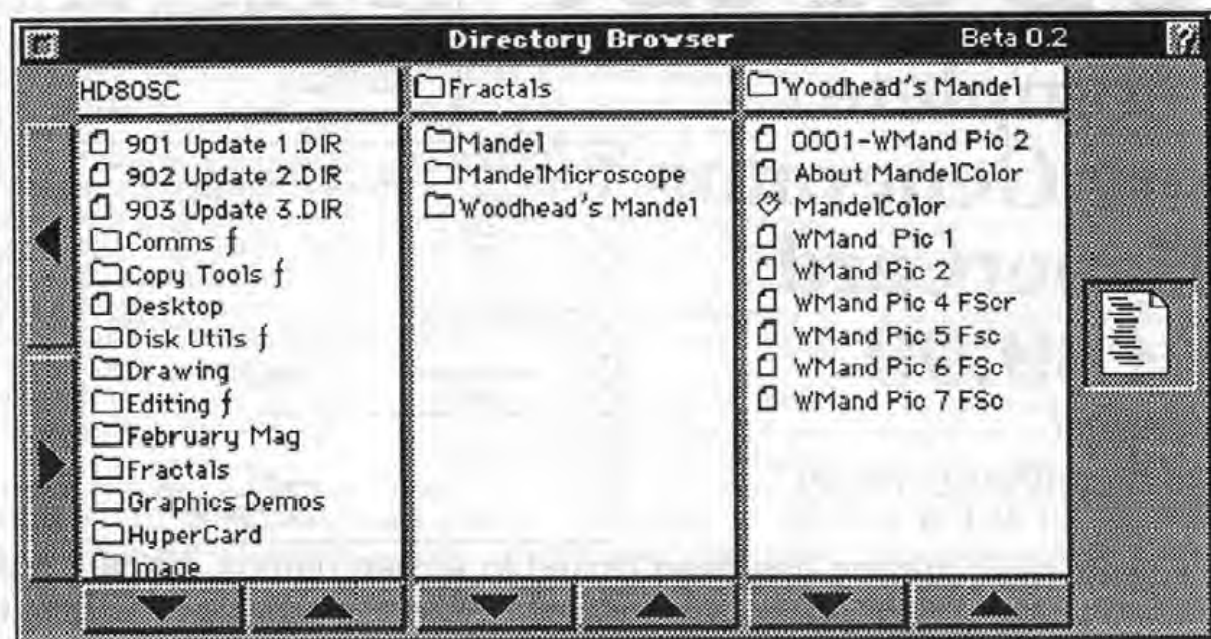 Directory Browser Beta 0.2 ?
HD80SC
901 Update 1.DIR
902 Update 2.DIR
903 Update 3.DIR
Comms ƒ
Copy Tools ƒ
Desktop
Disk Utils ƒ
Drawing
Editing ƒ
February Mag
Fractals
Graphics Demos
HyperCard
Image
Fractals
Mandel
MandelMicroscope
Woodhead's Mandel
Woodhead's Mandel
0001-WMand Pic 2
About MandelColor
MandelColor
WMand Pic 1
WMand Pic 2
WMand Pic 4 FScr
WMand Pic 5 Fsc
WMand Pic 6 FSc
WMand Pic 7 FSc